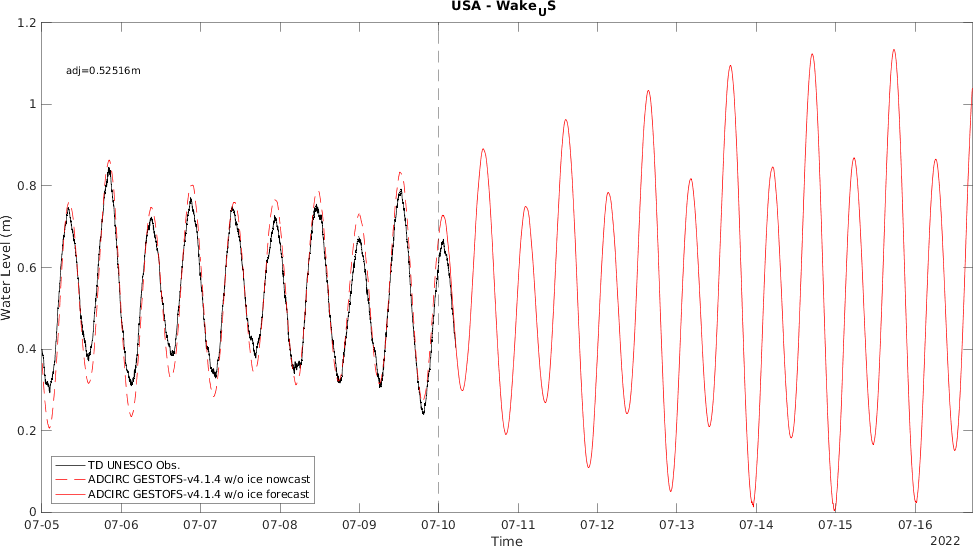 USA - WakeUS
adj=0.52516m
1.2
1
0.8
0.6
0.4
0.2
0
Water Level (m)
TD UNESCO Obs.
ADCIRC GESTOFS-v4.1.4 w/o ice nowcast
ADCIRC GESTOFS-v4.1.4 w/o ice forecast
07-05 07-06 07-07 07-08 07-09 07-10 07-11 07-12 07-13 07-14 07-15 07-16
Time
2022